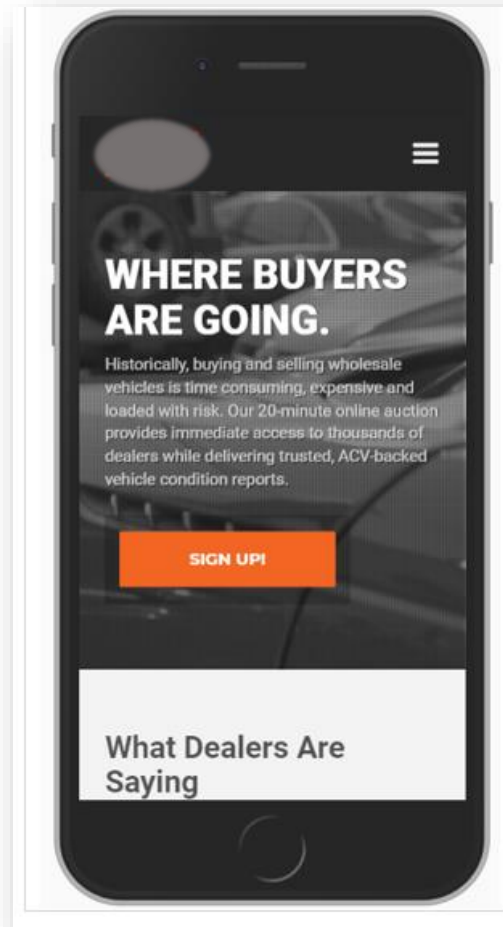 WHERE BUYERS
ARE GOING.
Historically, buying and selling wholesale
vehicles is time consuming, expensive and
loaded with risk. Our 20-minute online auction
provides immediate access to thousands of
dealers while delivering trusted, ACV-backed
vehicle condition reports.
SIGN UP!
What Dealers Are
Saying